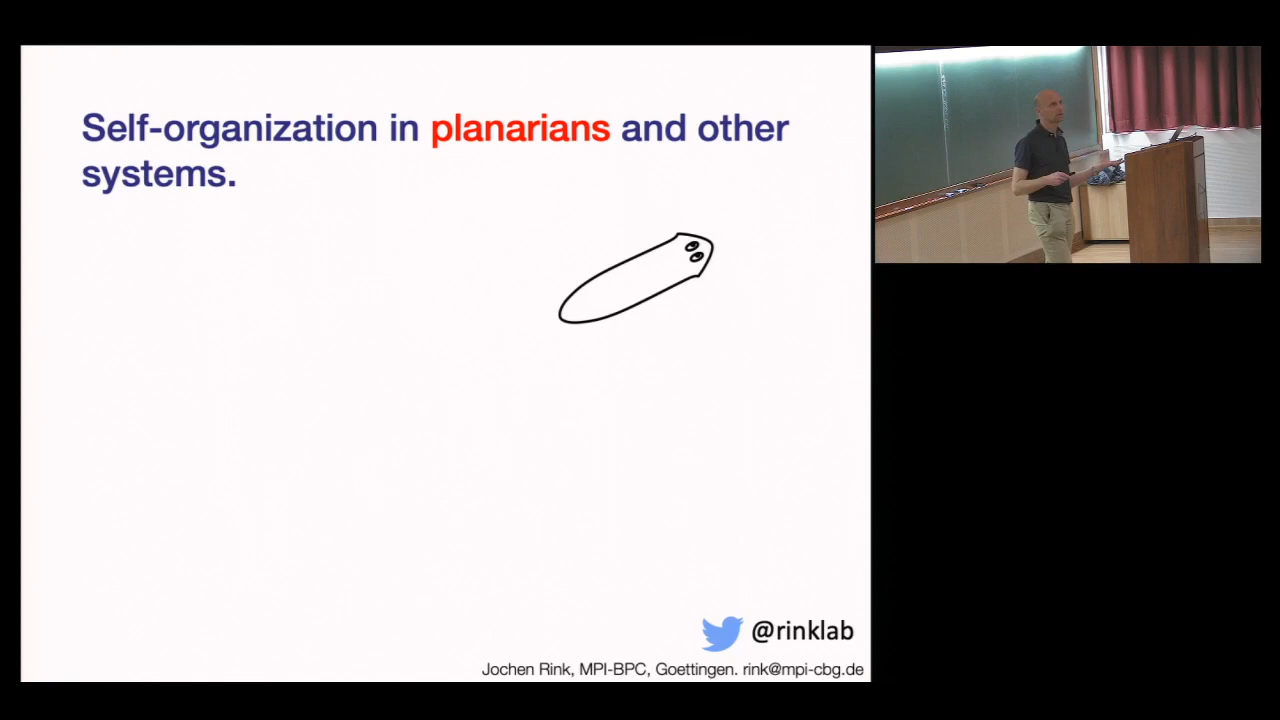 Self-organization in planarians and other
systems.
@rinklab
Jochen Rink, MPI-BPC, Goettingen. rink@mpi-cbg.de